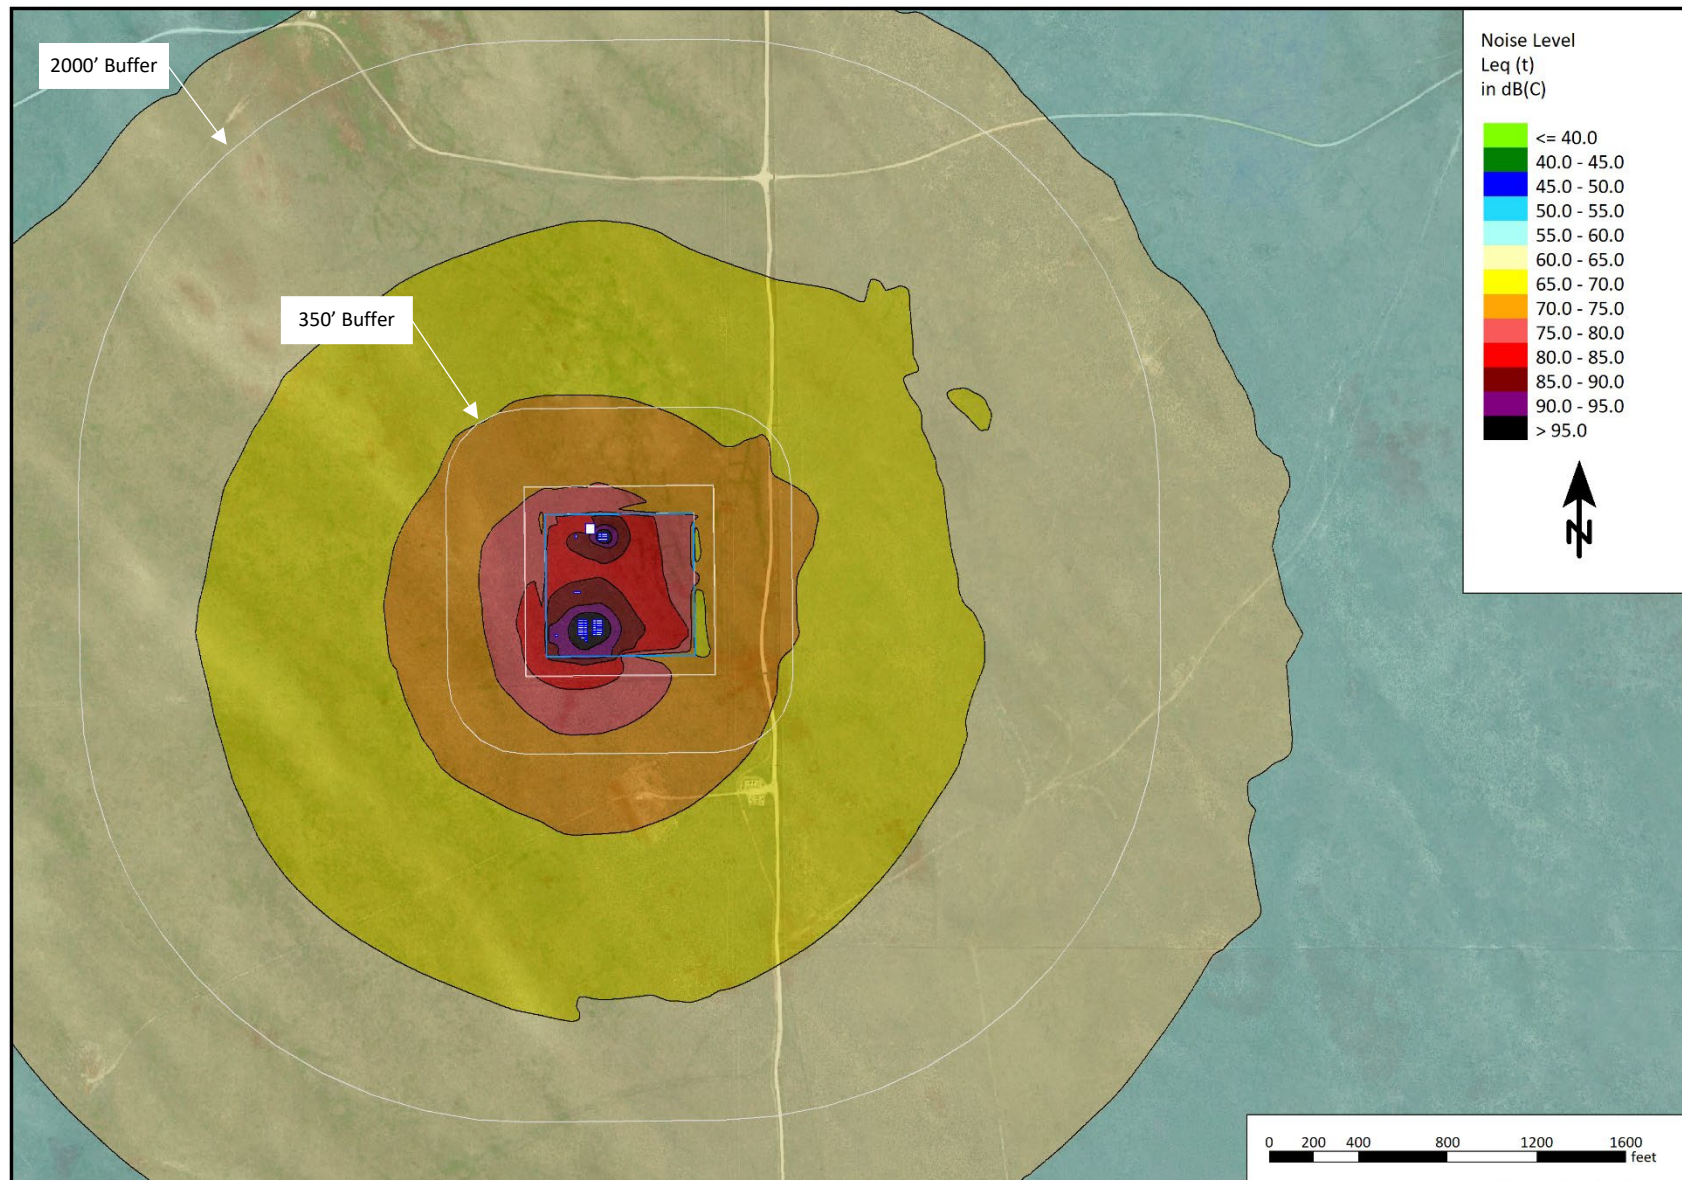 2000’ Buffer
350’ Buffer
Noise Level
Leq (t)
in dB(C)
<= 40.0
40.0 - 45.0
45.0 - 50.0
50.0 - 55.0
55.0 - 60.0
60.0 - 65.0
65.0 - 70.0
70.0 - 75.0
75.0 - 80.0
80.0 - 85.0
85.0 - 90.0
90.0 - 95.0
> 95.0
N
0 200 400 800 1200 1600
feet